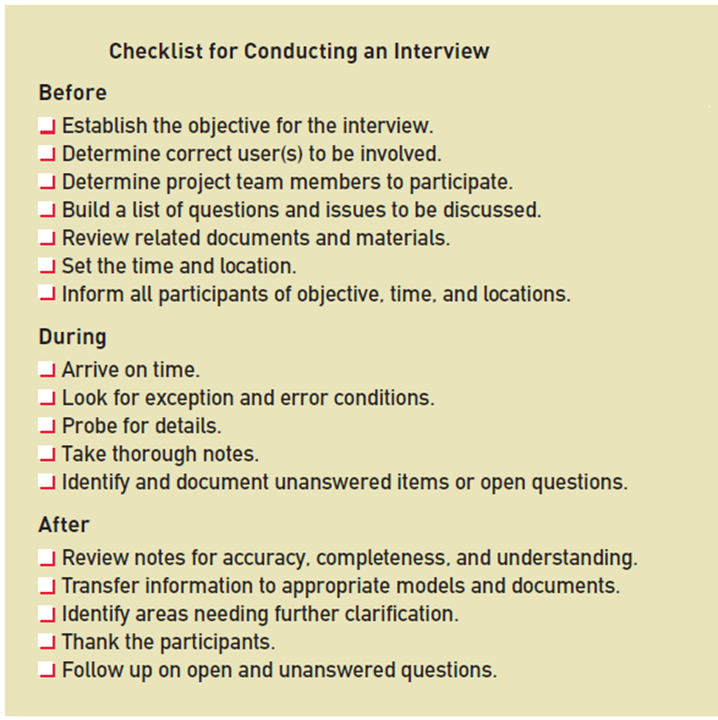 Checklist for Conducting an Interview
Before
Establish the objective for the interview.
Determine correct user(s) to be involved.
Determine project team members to participate.
Build a list of questions and issues to be discussed.
Review related documents and materials.
Set the time and location.
Inform all participants of objective, time, and locations.
During
Arrive on time.
Look for exception and error conditions.
Probe for details.
Take thorough notes.
Identify and document unanswered items or open questions.
After
Review notes for accuracy, completeness, and understanding.
Transfer information to appropriate models and documents.
Identify areas needing further clarification.
Thank the participants.
Follow up on open and unanswered questions.